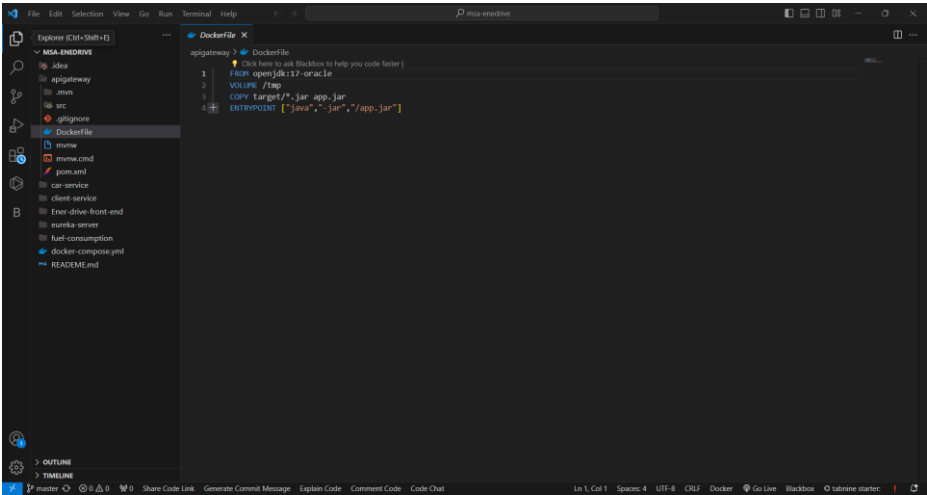 File Edit Selection View Go Run Terminal Help
msa-enedrive
Explorer (Ctrl+Shift+E)
MSA-ENEDRIVE
.idea
apigateway
.mvn
src
.gitignore
DockerFile
mvnw
mvnw.cmd
pom.xml
car-service
client-service
Ener-drive-front-end
eureka-server
fuel-consumption
docker-compose.yml
READEME.md
OUTLINE
TIMELINE
DockerFile
apigateway > DockerFile
Click here to ask Blackbox to help you code faster |
1 FROM openjdk:17-oracle
2 VOLUME /tmp
3 COPY target/*.jar app.jar
4 ENTRYPOINT ["java","-jar","/app.jar"]
B
1
master 0 0 0 Share Code Link Generate Commit Message Explain Code Comment Code Code Chat Ln 1, Col 1 Spaces: 4 UTF-8 CRLF Docker Go Live Blackbox tabnine starter: